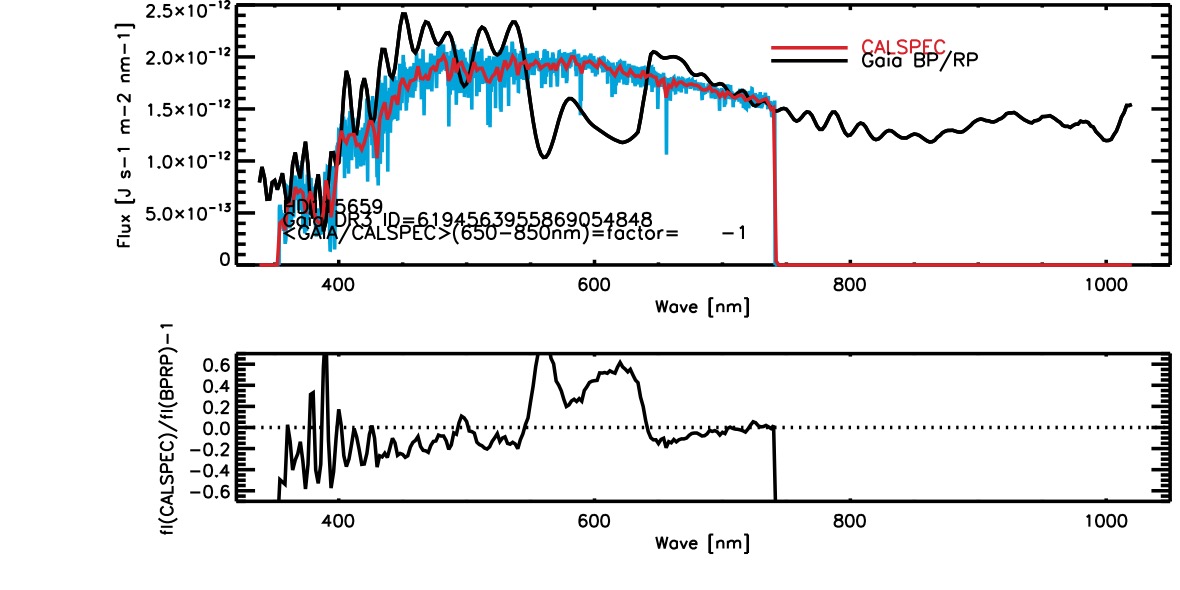 2.5×10−12
2.0×10−12
1.5×10−12
1.0×10−12
5.0×10−13
0
Flux [J s−1 m−2 nm−1]
CALSPEC
Gaia BP/RP
Gaia DR3 ID=6194563955869054848
<GAIA/CALSPEC>(650−850nm)=factor= −1
400 600 800 1000
Wave [nm]
fl(CALSPEC)/fl(BPRP)−1
0.6
0.4
0.2
0.0
−0.2
−0.4
−0.6
400 600 800 1000
Wave [nm]